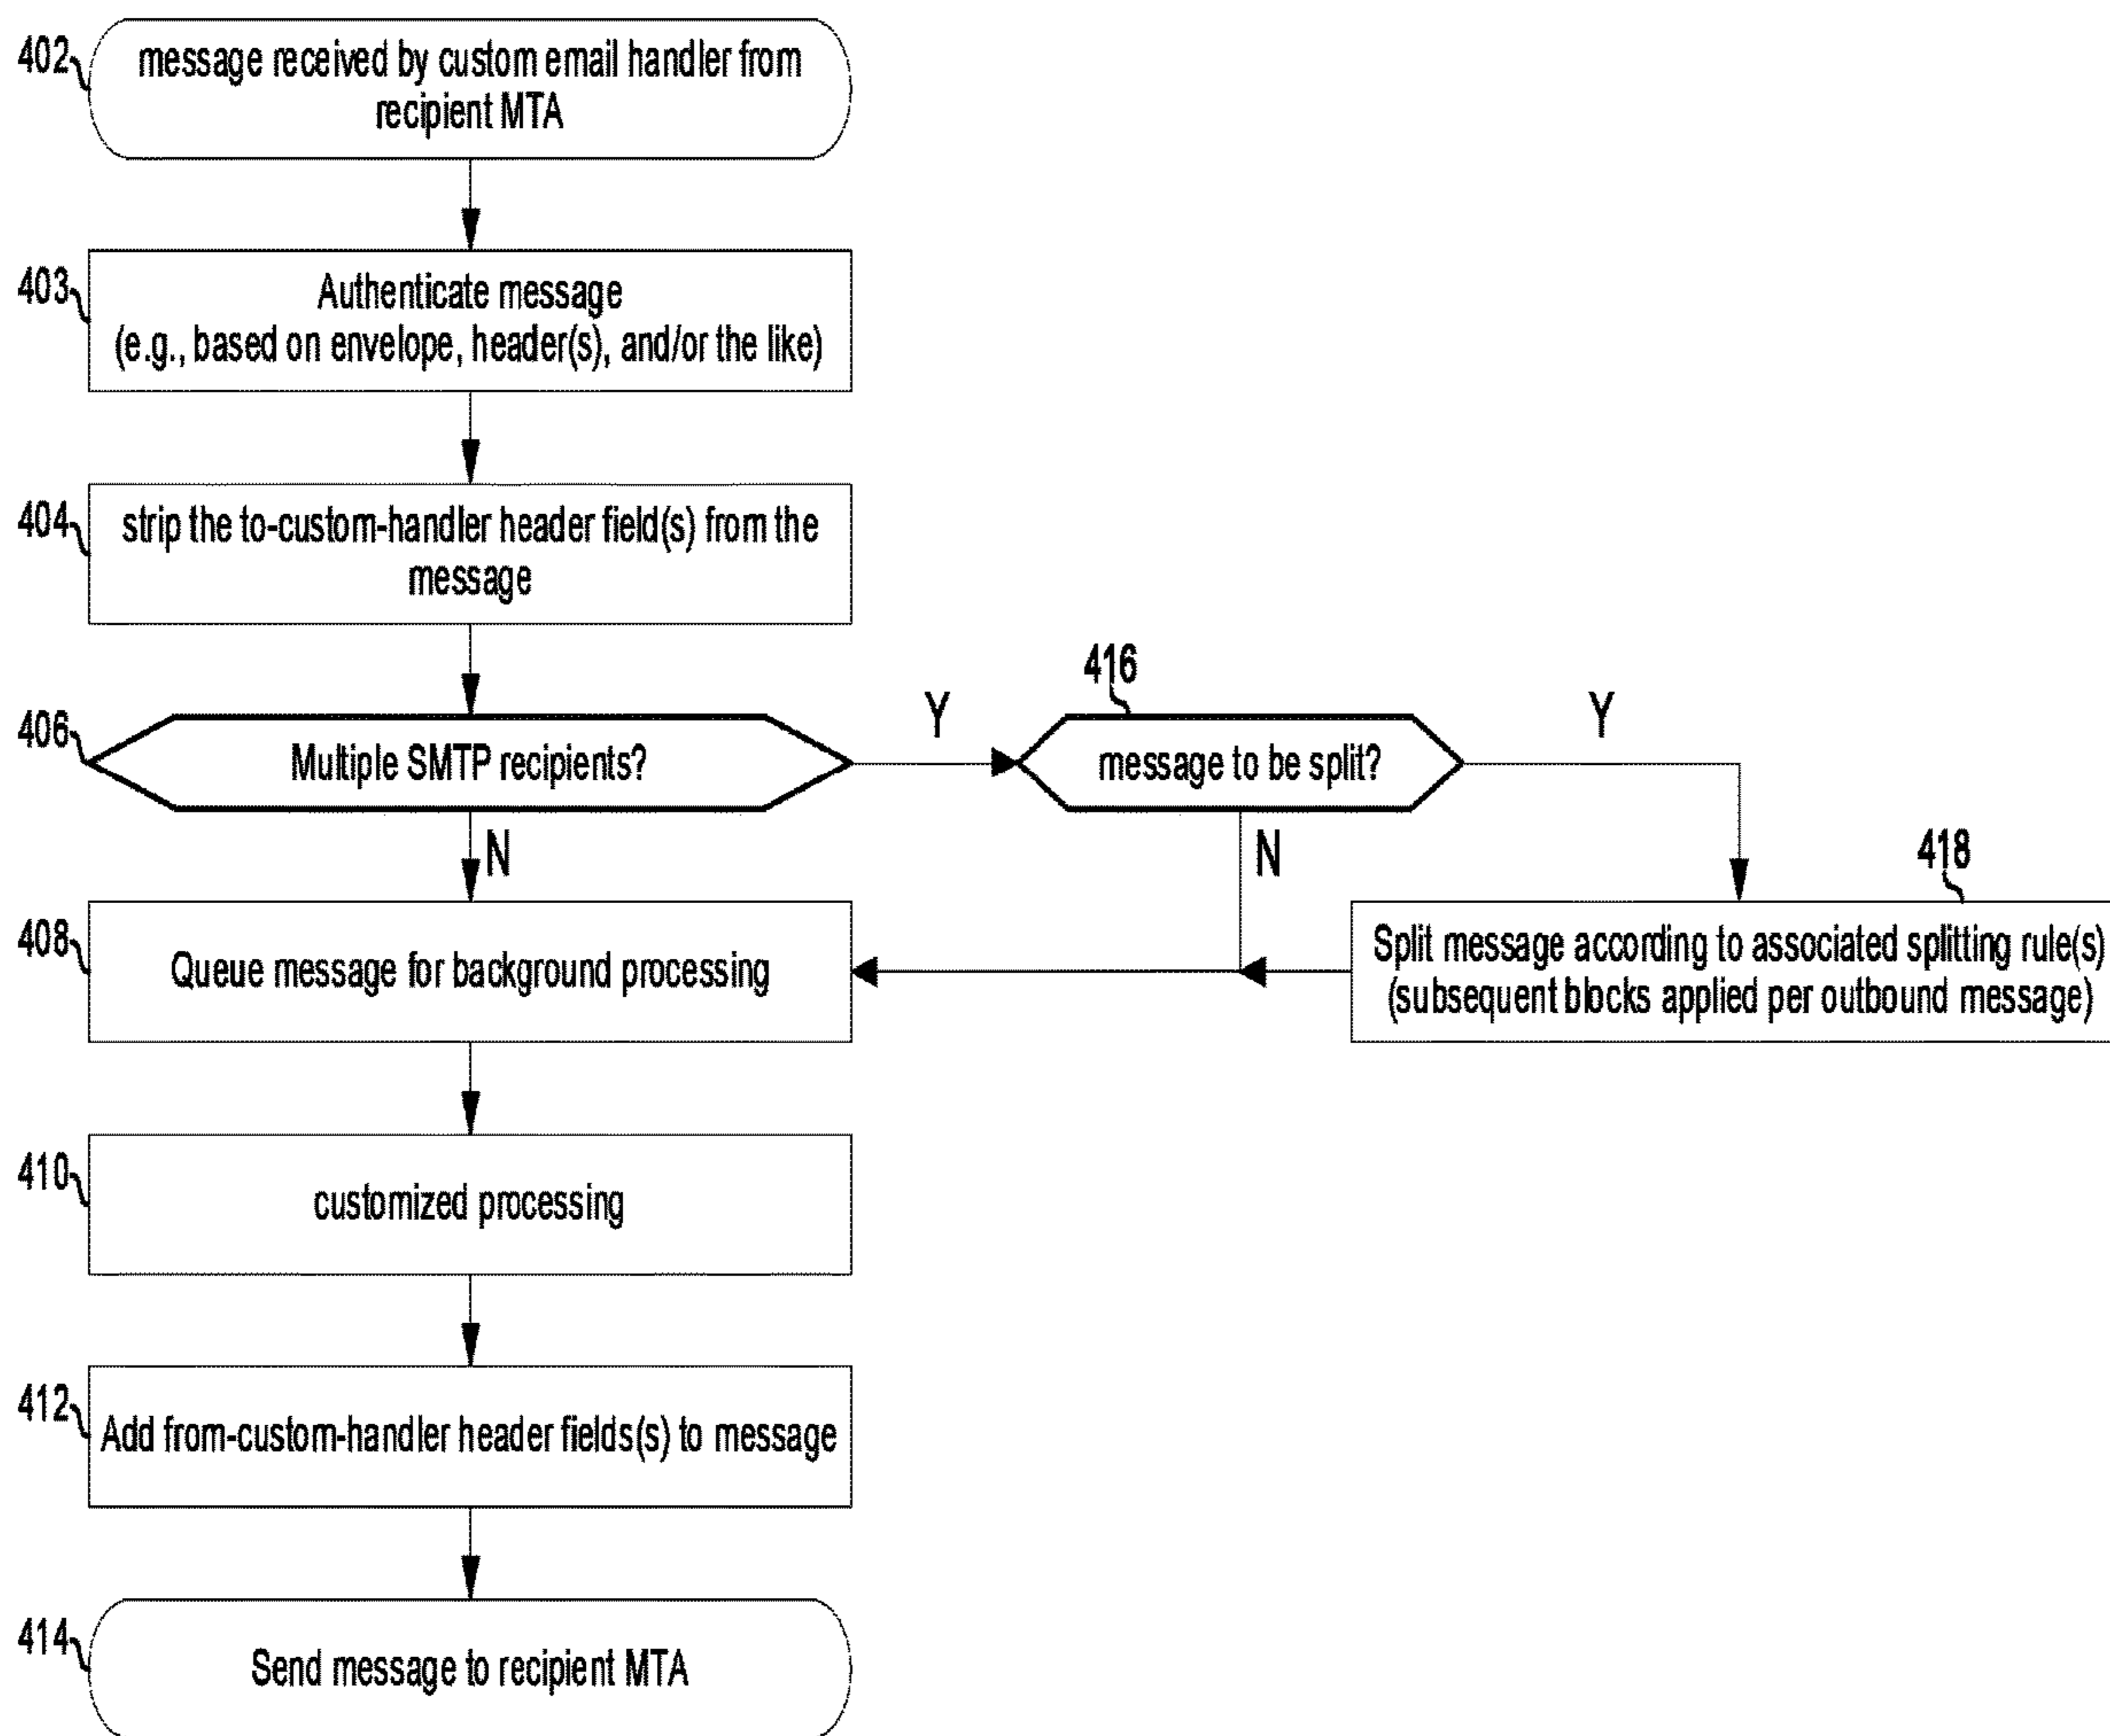 402
message received by custom email handler from
recipient MTA
403
Authenticate message
(e.g., based on envelope, header(s), and/or the like)
404
strip the to-custom-handler header field(s) from the
message
406
Multiple SMTP recipients?
Y
416
message to be split?
Y
N
N
408
Queue message for background processing
418
Split message according to associated splitting rule(s)
(subsequent blocks applied per outbound message)
410
customized processing
412
Add from-custom-handler header fields(s) to message
414
Send message to recipient MTA